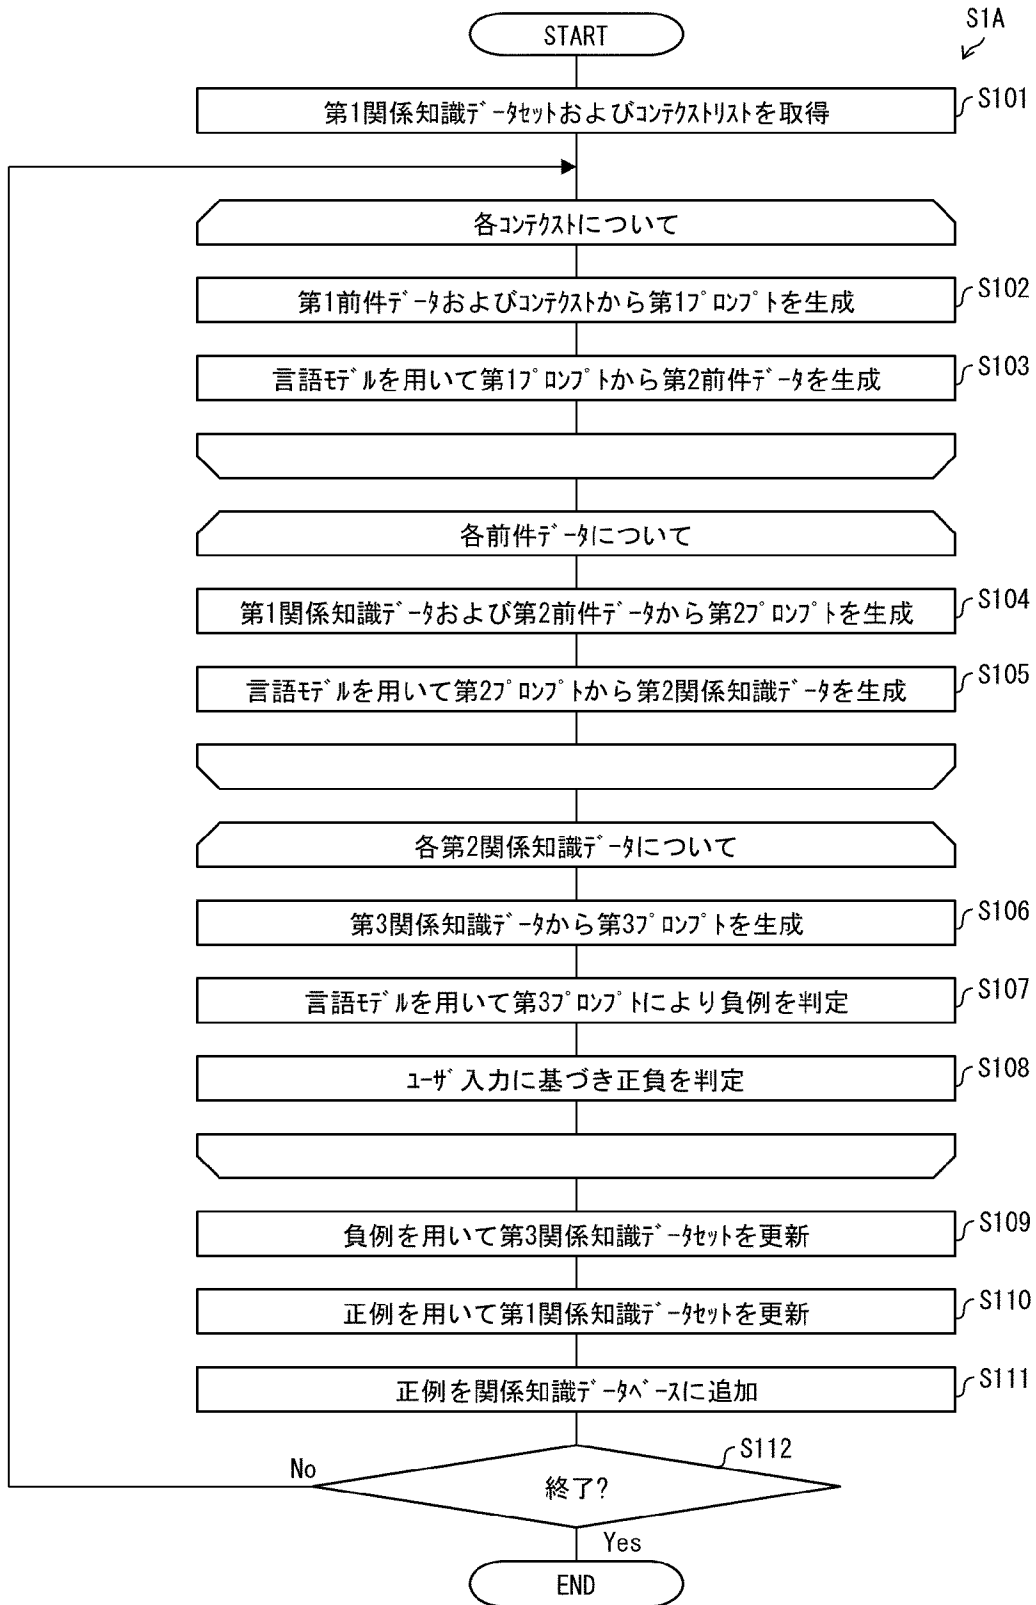 START
S1A
第1関係知識ﾃﾞｰﾀｾｯﾄおよびｺﾝﾃｸｽﾄﾘｽﾄを取得
S101
各ｺﾝﾃｸｽﾄについて
第1前件ﾃﾞｰﾀおよびｺﾝﾃｸｽﾄから第1ﾌﾟﾛﾝﾌﾟﾄを生成
S102
言語ﾓﾃﾞﾙを用いて第1ﾌﾟﾛﾝﾌﾟﾄから第2前件ﾃﾞｰﾀを生成
S103
各前件ﾃﾞｰﾀについて
第1関係知識ﾃﾞｰﾀおよび第2前件ﾃﾞｰﾀから第2ﾌﾟﾛﾝﾌﾟﾄを生成
S104
言語ﾓﾃﾞﾙを用いて第2ﾌﾟﾛﾝﾌﾟﾄから第2関係知識ﾃﾞｰﾀを生成
S105
各第2関係知識ﾃﾞｰﾀについて
第3関係知識ﾃﾞｰﾀから第3ﾌﾟﾛﾝﾌﾟﾄを生成
S106
言語ﾓﾃﾞﾙを用いて第3ﾌﾟﾛﾝﾌﾟﾄにより負例を判定
S107
ﾕｰｻﾞ入力に基づき正負を判定
S108
負例を用いて第3関係知識ﾃﾞｰﾀｾｯﾄを更新
S109
正例を用いて第1関係知識ﾃﾞｰﾀｾｯﾄを更新
S110
正例を関係知識ﾃﾞｰﾀﾍﾞｰｽに追加
S111
S112
No
終了?
Yes
END